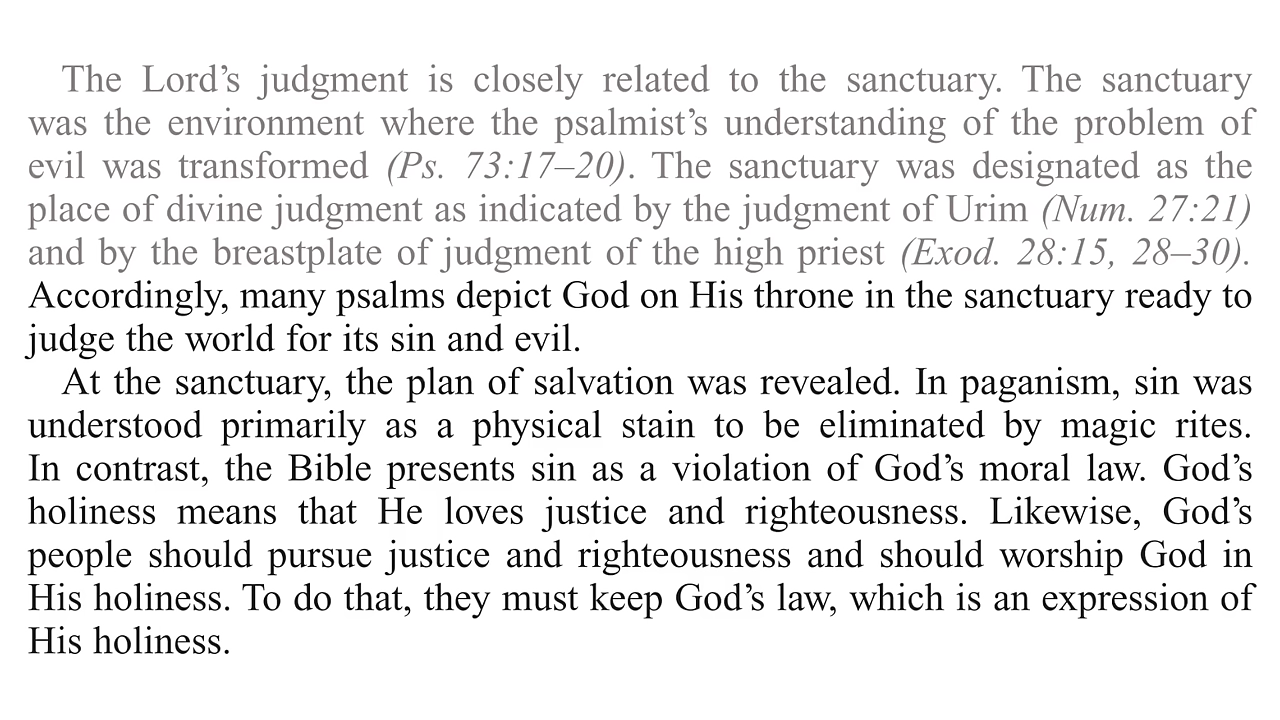 The Lord’s judgment is closely related to the sanctuary. The sanctuary
was the environment where the psalmist’s understanding of the problem of
evil was transformed (Ps. 73:17–20). The sanctuary was designated as the
place of divine judgment as indicated by the judgment of Urim (Num. 27:21)
and by the breastplate of judgment of the high priest (Exod. 28:15, 28–30).
Accordingly, many psalms depict God on His throne in the sanctuary ready to
judge the world for its sin and evil.
At the sanctuary, the plan of salvation was revealed. In paganism, sin was
understood primarily as a physical stain to be eliminated by magic rites.
In contrast, the Bible presents sin as a violation of God’s moral law. God’s
holiness means that He loves justice and righteousness. Likewise, God’s
people should pursue justice and righteousness and should worship God in
His holiness. To do that, they must keep God’s law, which is an expression of
His holiness.